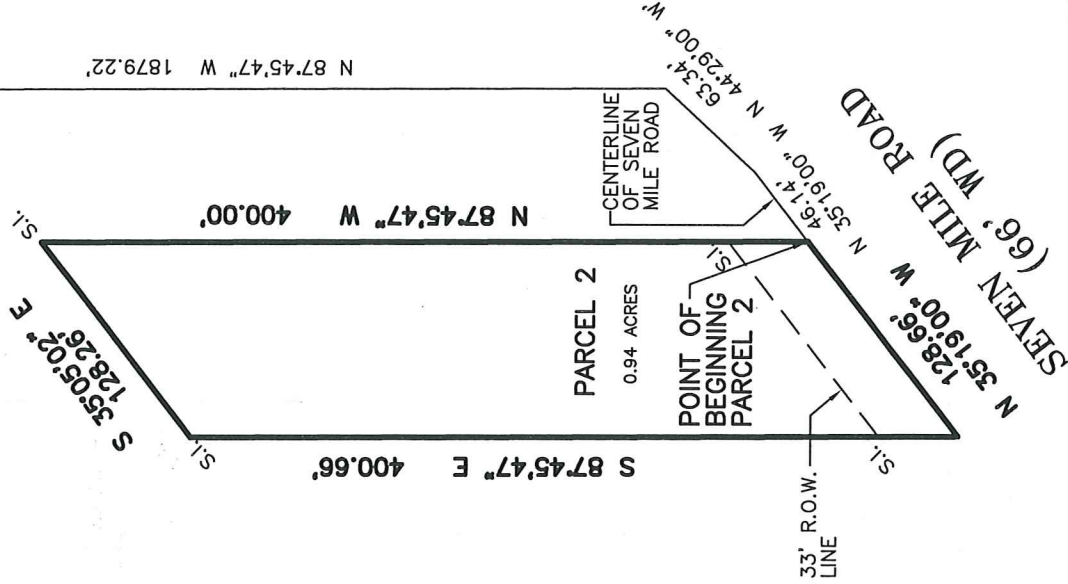 N 87°45'47" W 1879.22'
63.34'
N 44°29'00" W
46.14'
N 35°19'00" W
CENTERLINE
OF SEVEN
MILE ROAD
SEVEN MILE ROAD
(66' WD)
N 87°45'47" W 400.00'
S.I.
S.I.
S 35°05'02" E
128.26'
PARCEL 2
0.94 ACRES
POINT OF
BEGINNING
PARCEL 2
128.66'
N 35°19'00" W
S.I.
S.I.
S 87°45'47" E 400.66'
33' R.O.W.
LINE